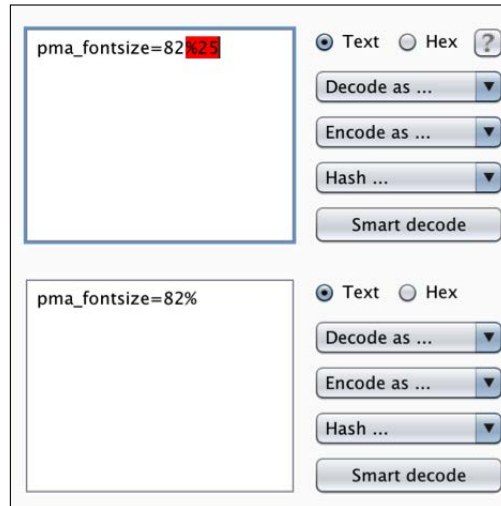 pma_fontsize=82%25
Text Hex ?
Decode as ...
Encode as ...
Hash ...
Smart decode
pma_fontsize=82%
Text Hex
Decode as ...
Encode as ...
Hash ...
Smart decode